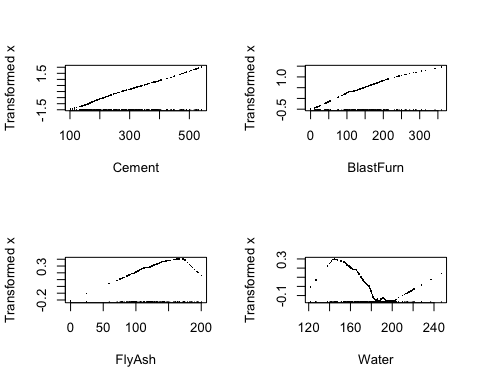 Transformed x
-1.5 1.5
100 300 500
Cement
Transformed x
-0.5 1.0
0 100 200 300
BlastFurn
Transformed x
-0.2 0.3
0 50 100 150 200
FlyAsh
Transformed x
-0.1 0.3
120 160 200 240
Water